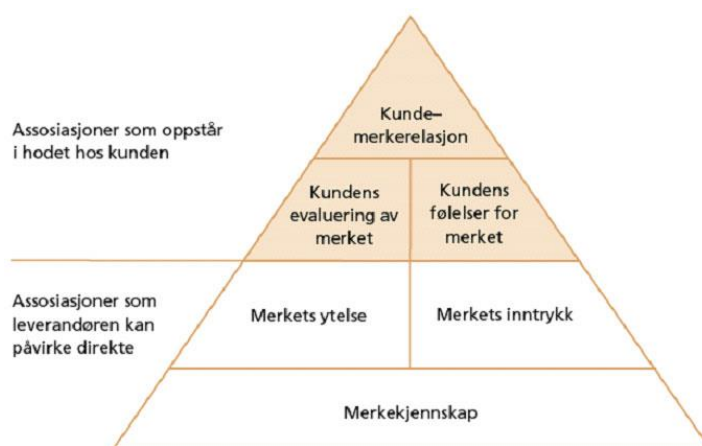 Assosiasjoner som oppstår
i hodet hos kunden
Kunde–
merkerelasjon
Kundens
evaluering av
merket
Kundens
følelser for
merket
Assosiasjoner som
leverandøren kan
påvirke direkte
Merkets ytelse
Merkets inntrykk
Merkekjennskap